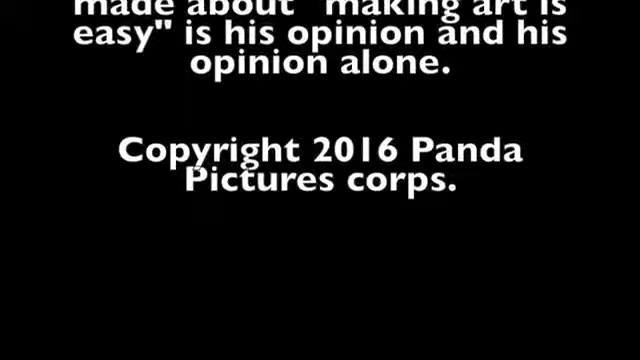 made about "making art is
easy" is his opinion and his
opinion alone.
Copyright 2016 Panda
Pictures corps.